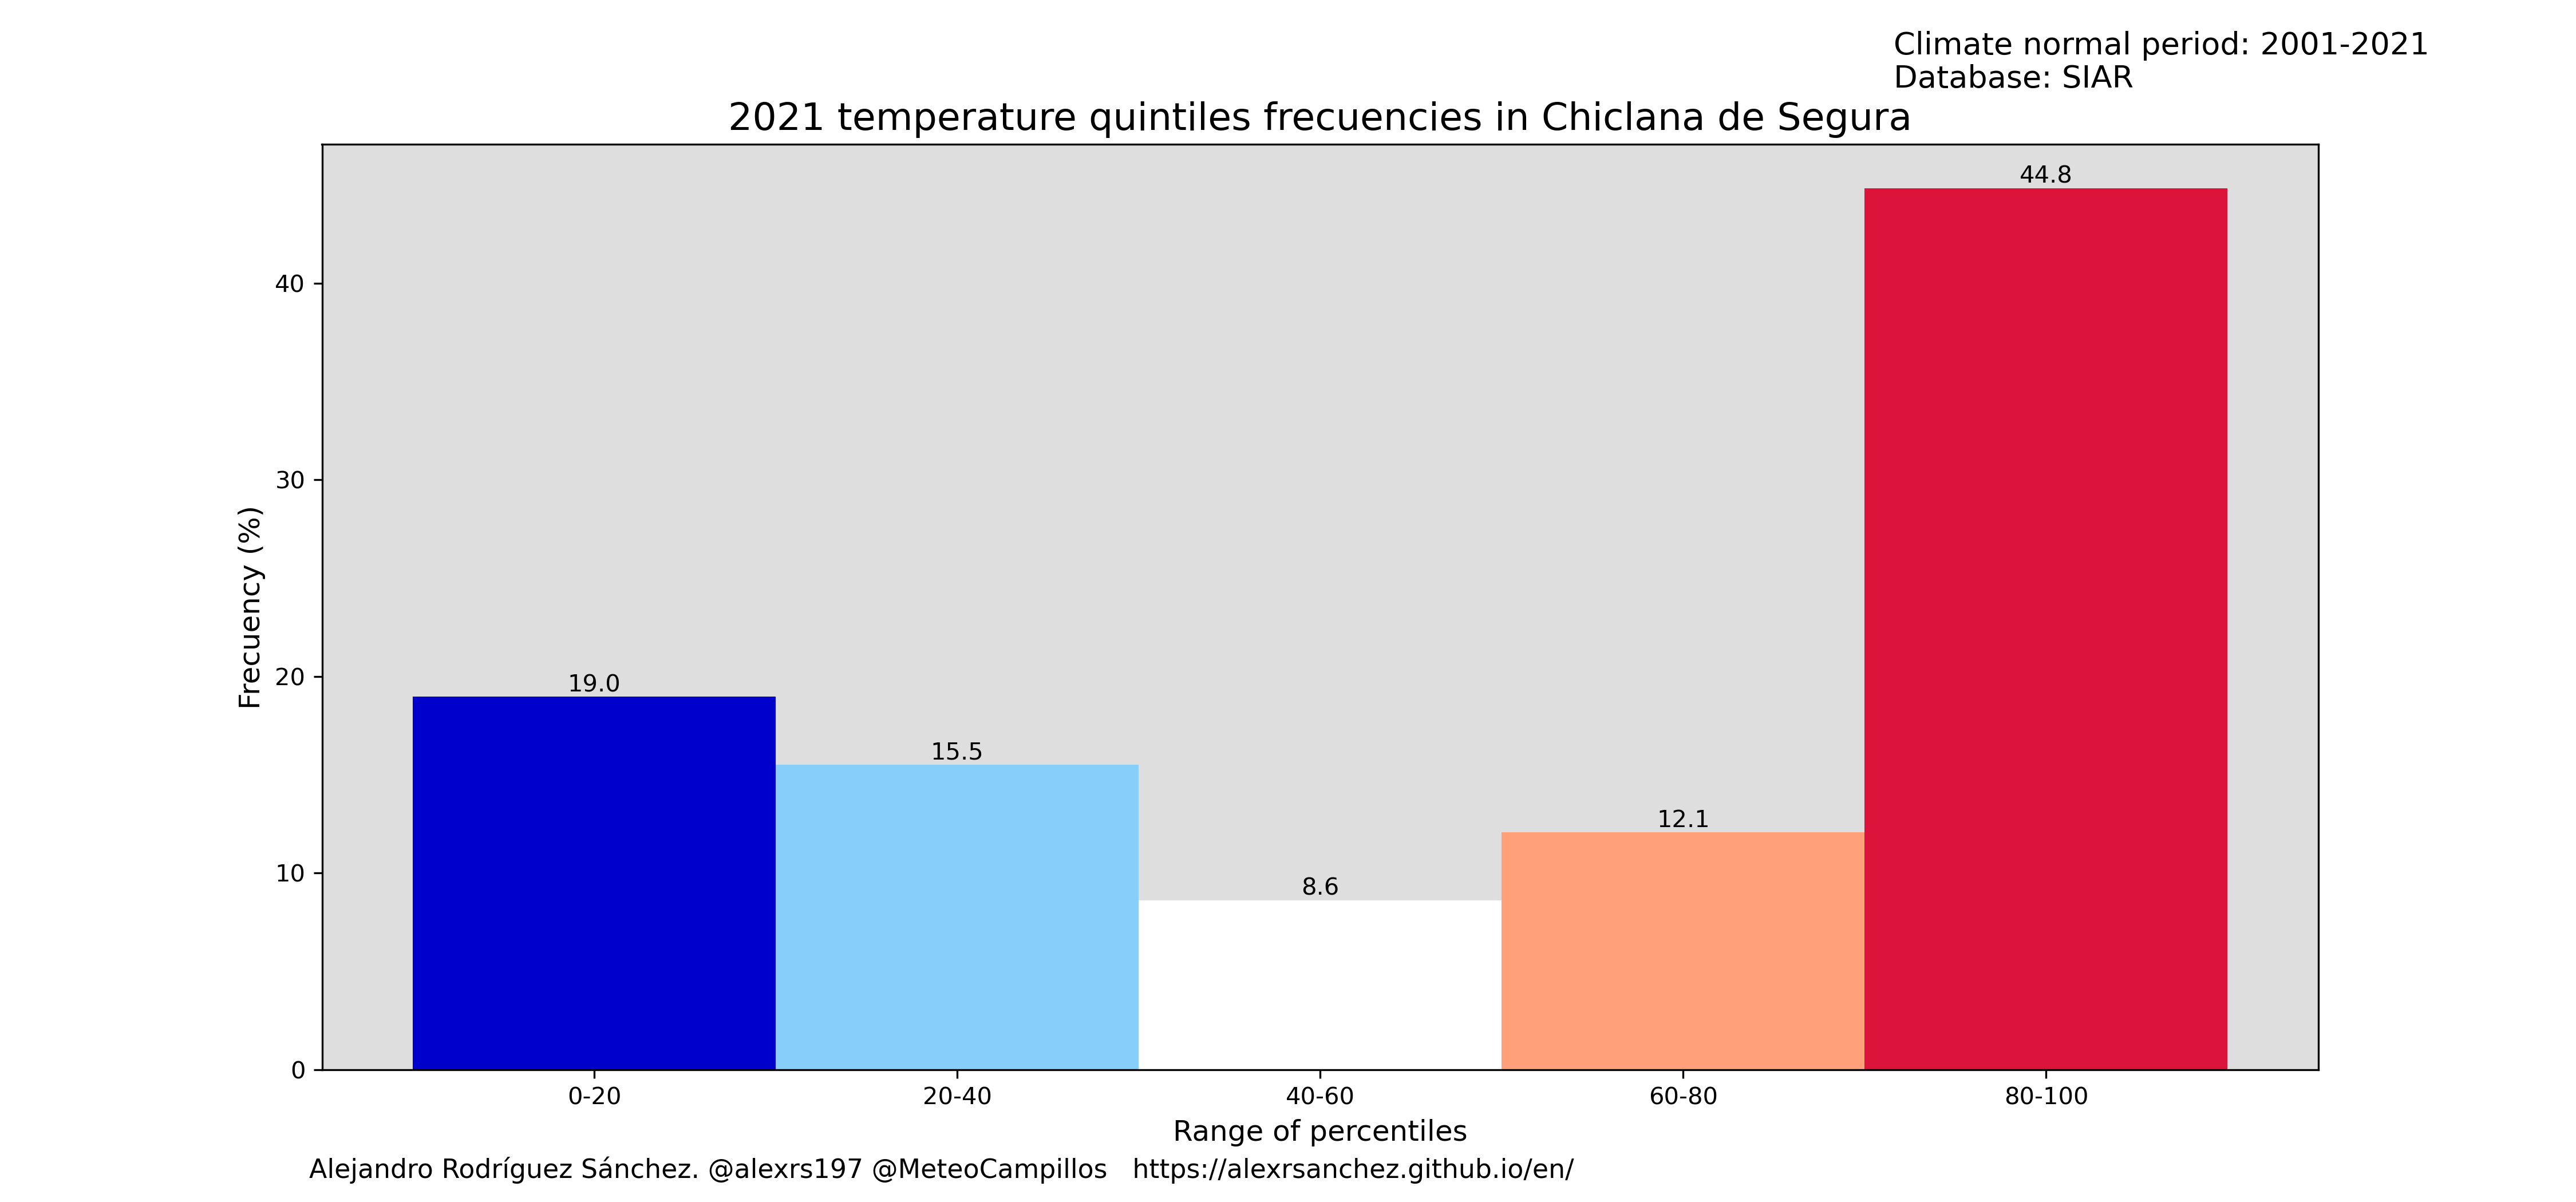 Climate normal period: 2001-2021
Database: SIAR
2021 temperature quintiles frecuencies in Chiclana de Segura
44.8
40
30
Frecuency (%)
20
19.0
15.5
12.1
10
8.6
0
0-20 20-40 40-60 60-80 80-100
Range of percentiles
Alejandro Rodríguez Sánchez. @alexrs197 @MeteoCampillos https://alexrsanchez.github.io/en/